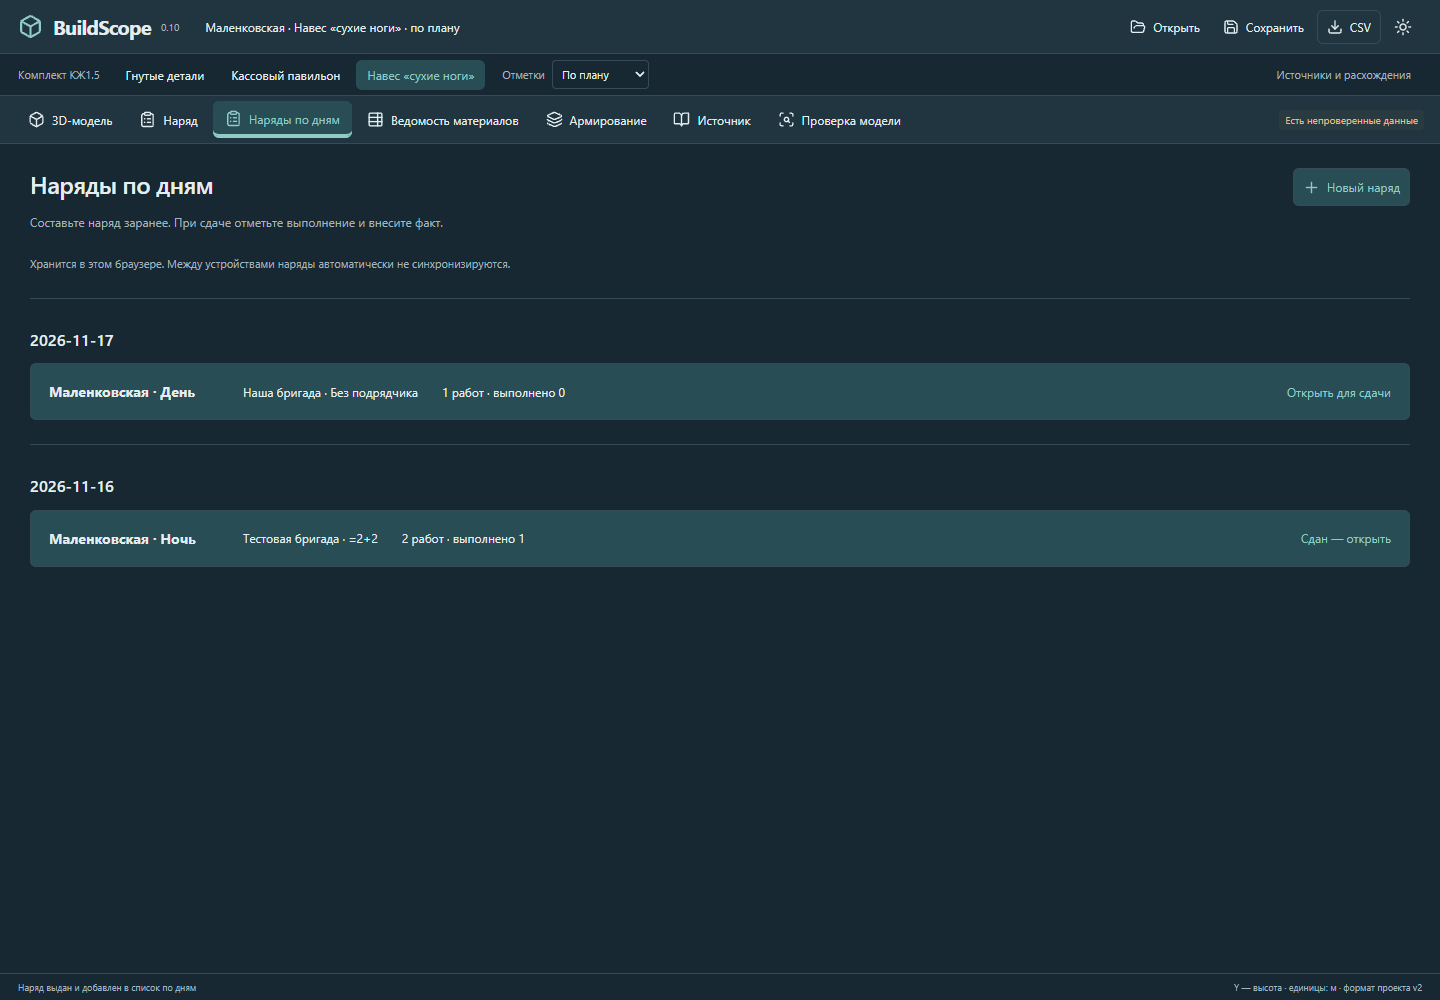 BuildScope 0.10 Маленковская · Навес «сухие ноги» · по плану Открыть Сохранить CSV
Комплект КЖ1.5 Гнутые детали Кассовый павильон Навес «сухие ноги» Отметки По плану Источники и расхождения
3D-модель Наряд Наряды по дням Ведомость материалов Армирование Источник Проверка модели Есть непроверенные данные
Наряды по дням Новый наряд
Составьте наряд заранее. При сдаче отметьте выполнение и внесите факт.
Хранится в этом браузере. Между устройствами наряды автоматически не синхронизируются.
2026-11-17
Маленковская · День Наша бригада · Без подрядчика 1 работ · выполнено 0 Открыть для сдачи
2026-11-16
Маленковская · Ночь Тестовая бригада · =2+2 2 работ · выполнено 1 Сдан — открыть
Наряд выдан и добавлен в список по дням Y — высота · единицы: м · формат проекта v2